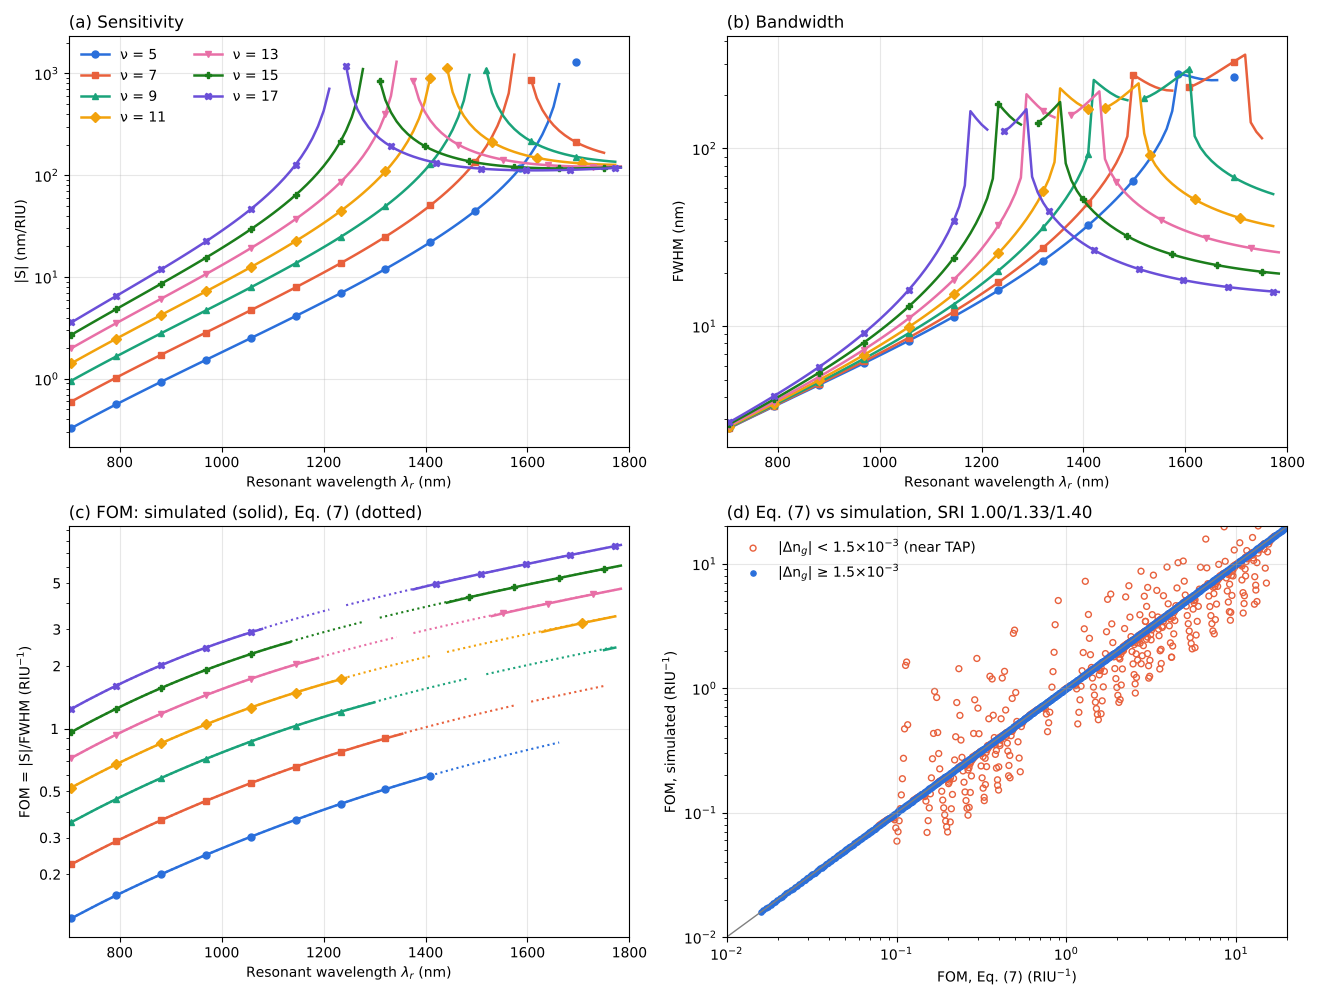 (a) Sensitivity
ν = 5
ν = 7
ν = 9
ν = 11
ν = 13
ν = 15
ν = 17
10³
10²
10¹
10⁰
|S| (nm/RIU)
800 1000 1200 1400 1600 1800
Resonant wavelength λr (nm)
(b) Bandwidth
10²
10¹
FWHM (nm)
800 1000 1200 1400 1600 1800
Resonant wavelength λr (nm)
(c) FOM: simulated (solid), Eq. (7) (dotted)
5
3
2
1
0.5
0.3
0.2
FOM = |S|/FWHM (RIU⁻¹)
800 1000 1200 1400 1600 1800
Resonant wavelength λr (nm)
(d) Eq. (7) vs simulation, SRI 1.00/1.33/1.40
|Δng| < 1.5×10⁻³ (near TAP)
|Δng| ≥ 1.5×10⁻³
10¹
10⁰
10⁻¹
10⁻²
FOM, simulated (RIU⁻¹)
10⁻² 10⁻¹ 10⁰ 10¹
FOM, Eq. (7) (RIU⁻¹)